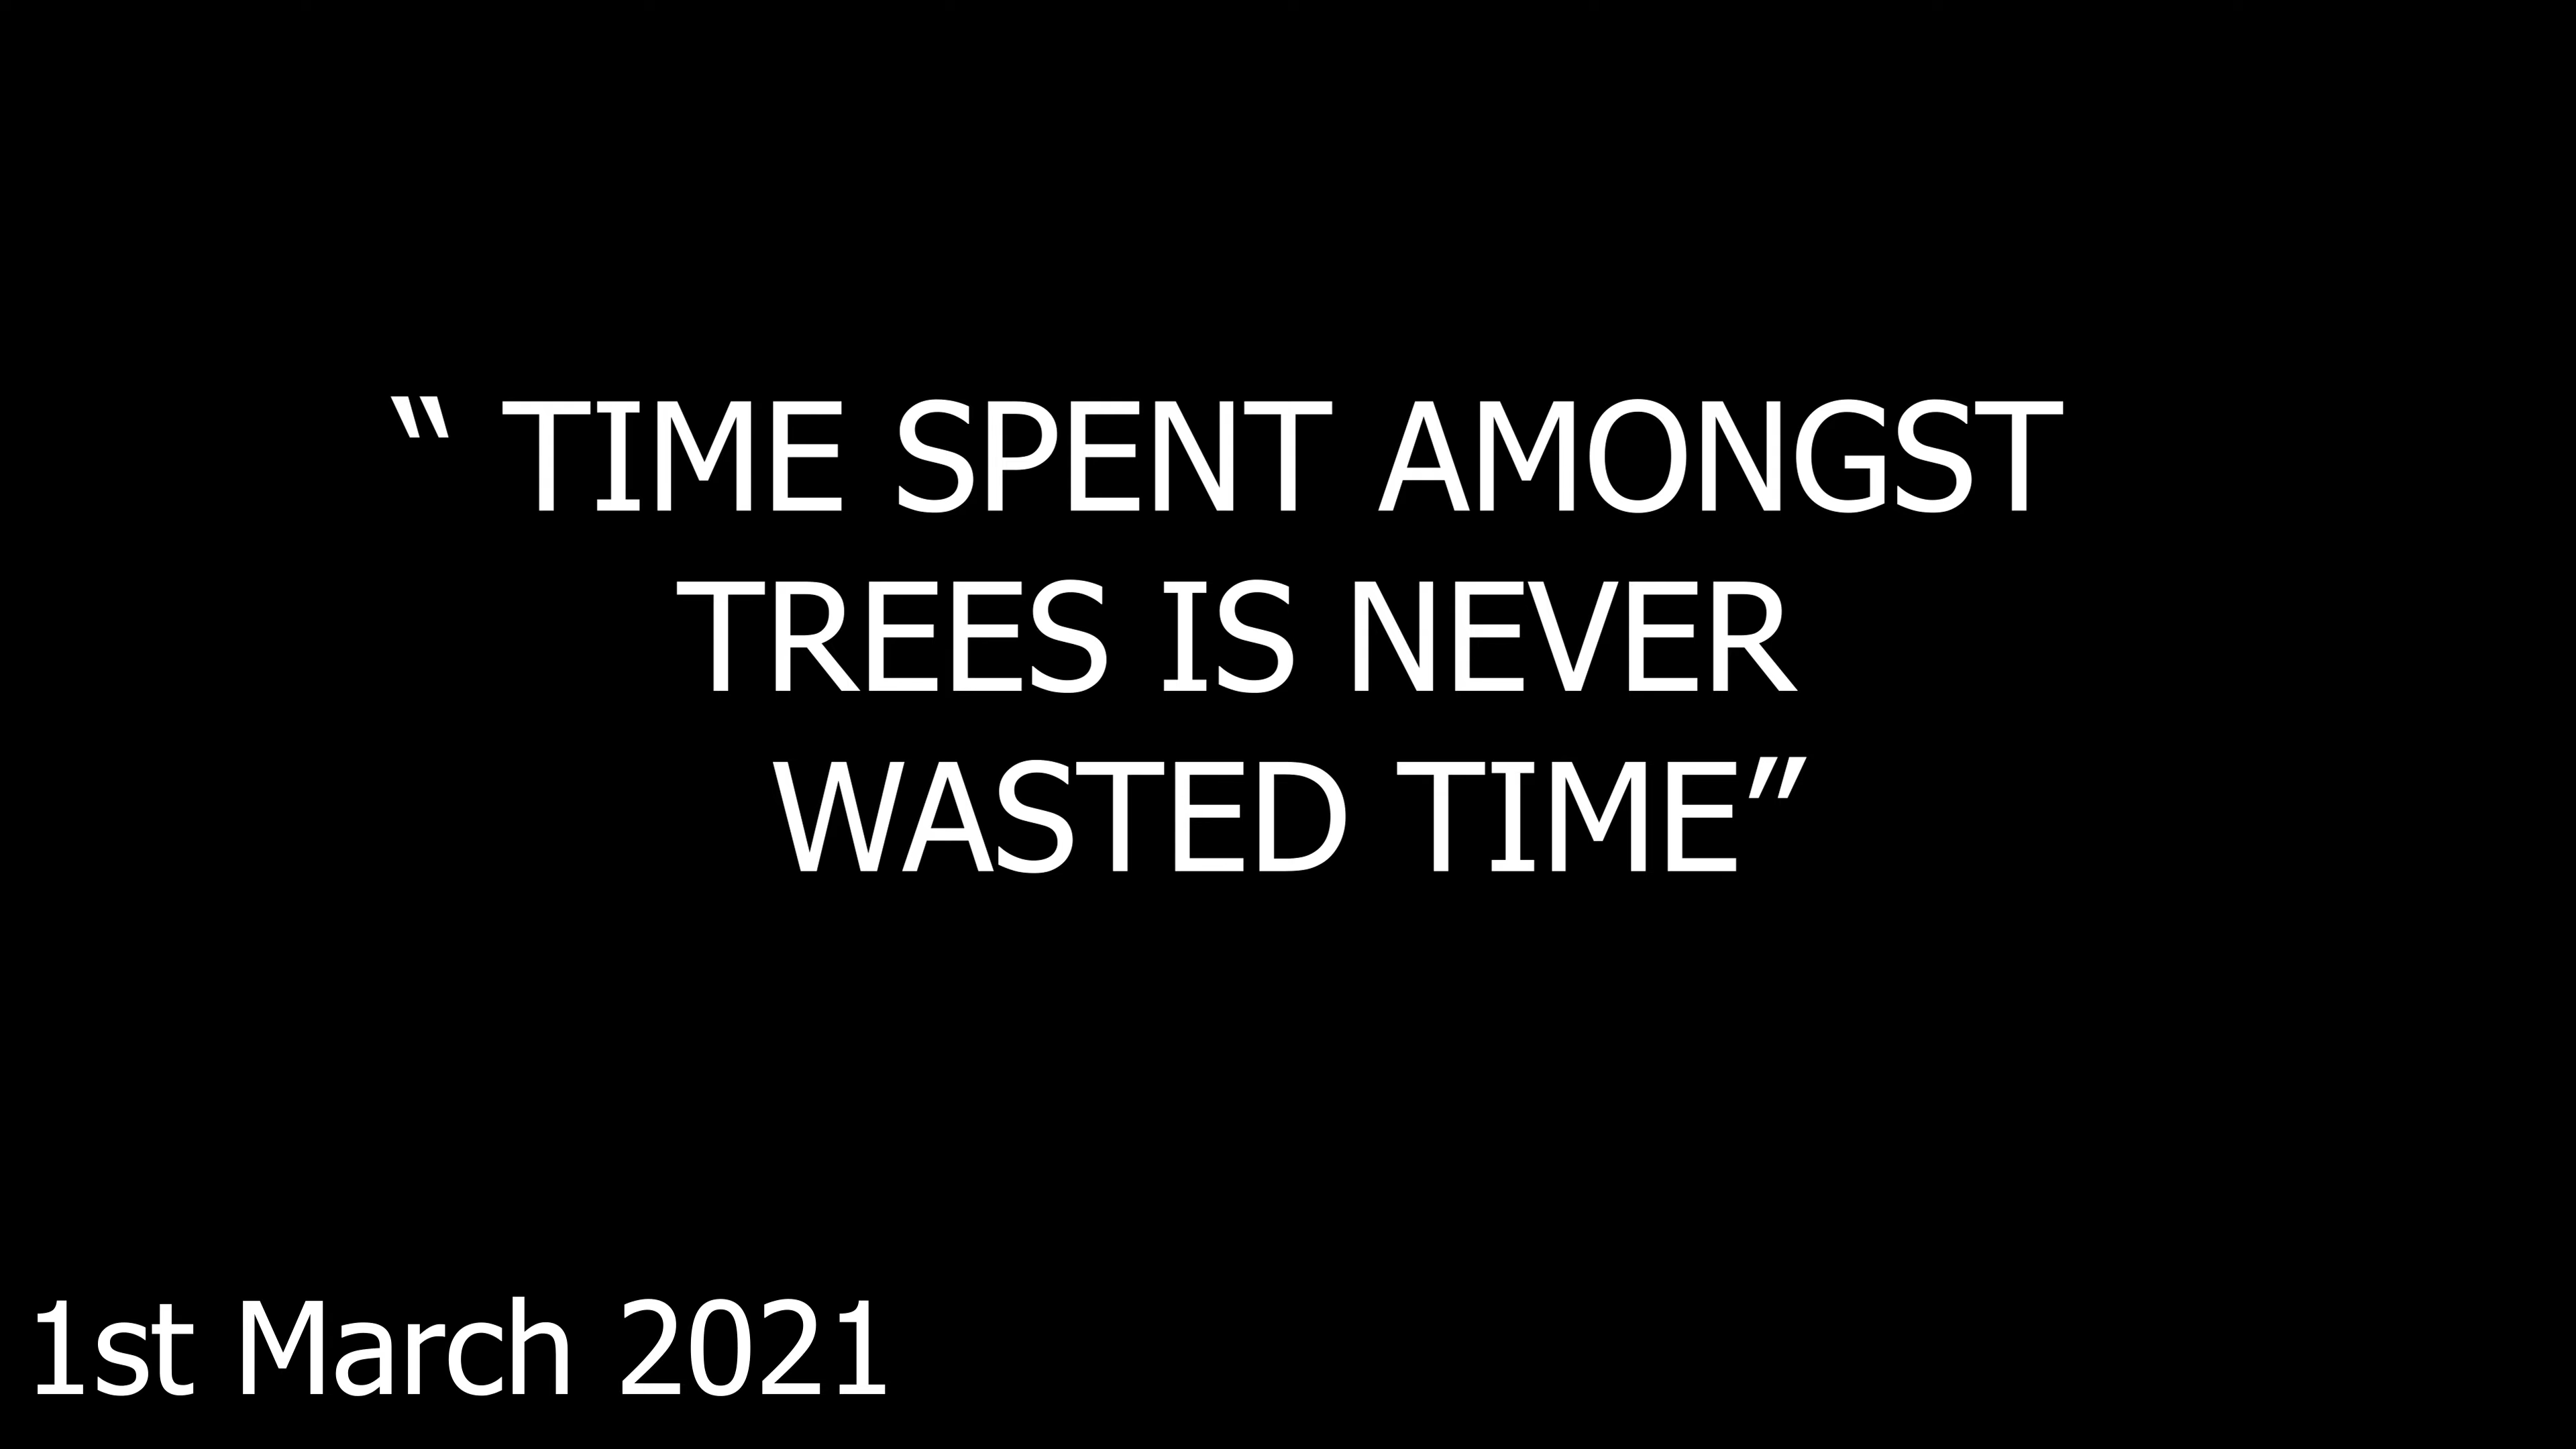 “ TIME SPENT AMONGST
TREES IS NEVER
WASTED TIME”
1st March 2021